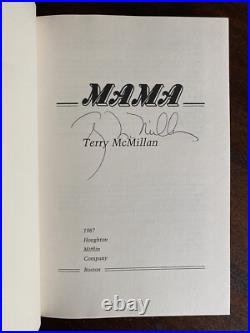 MAMA
Terry McMillan
1987
Houghton
Mifflin
Company
Boston